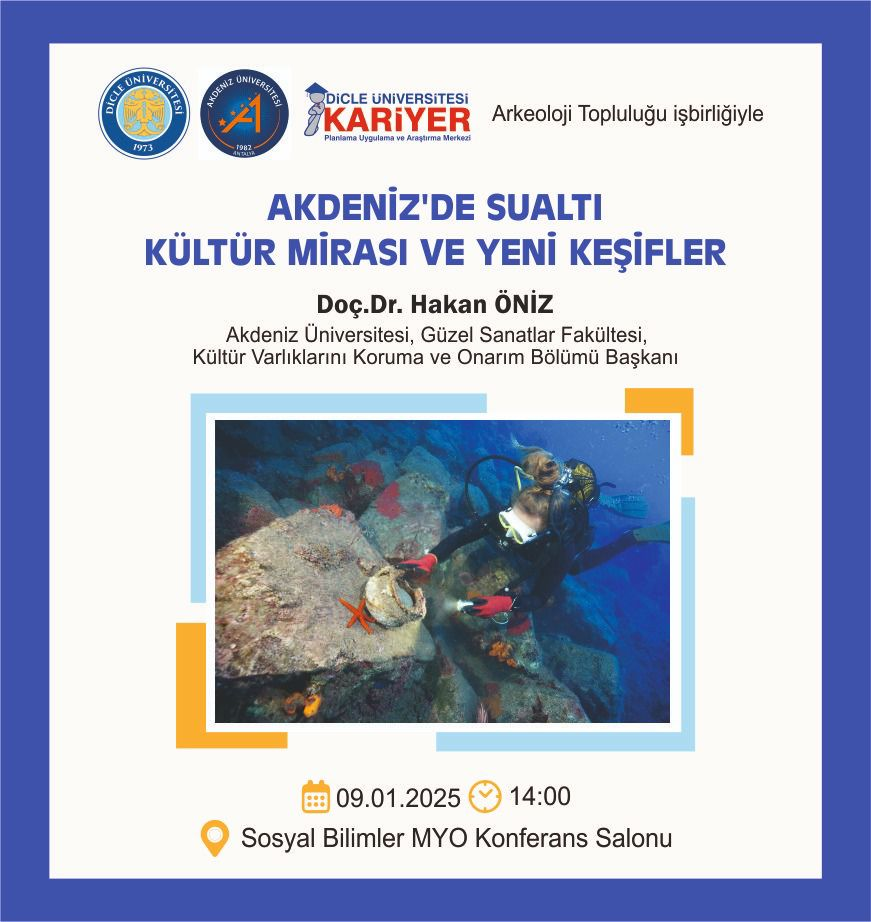 DİCLE ÜNİVERSİTESİ
1973
AKDENİZ ÜNİVERSİTESİ
1982
ANTALYA
DİCLE ÜNİVERSİTESİ
KARİYER
Planlama Uygulama ve Araştırma Merkezi
Arkeoloji Topluluğu işbirliğiyle
AKDENİZ'DE SUALTI
KÜLTÜR MİRASI VE YENİ KEŞİFLER
Doç.Dr. Hakan ÖNİZ
Akdeniz Üniversitesi, Güzel Sanatlar Fakültesi,
Kültür Varlıklarını Koruma ve Onarım Bölümü Başkanı
09.01.2025 14:00
Sosyal Bilimler MYO Konferans Salonu